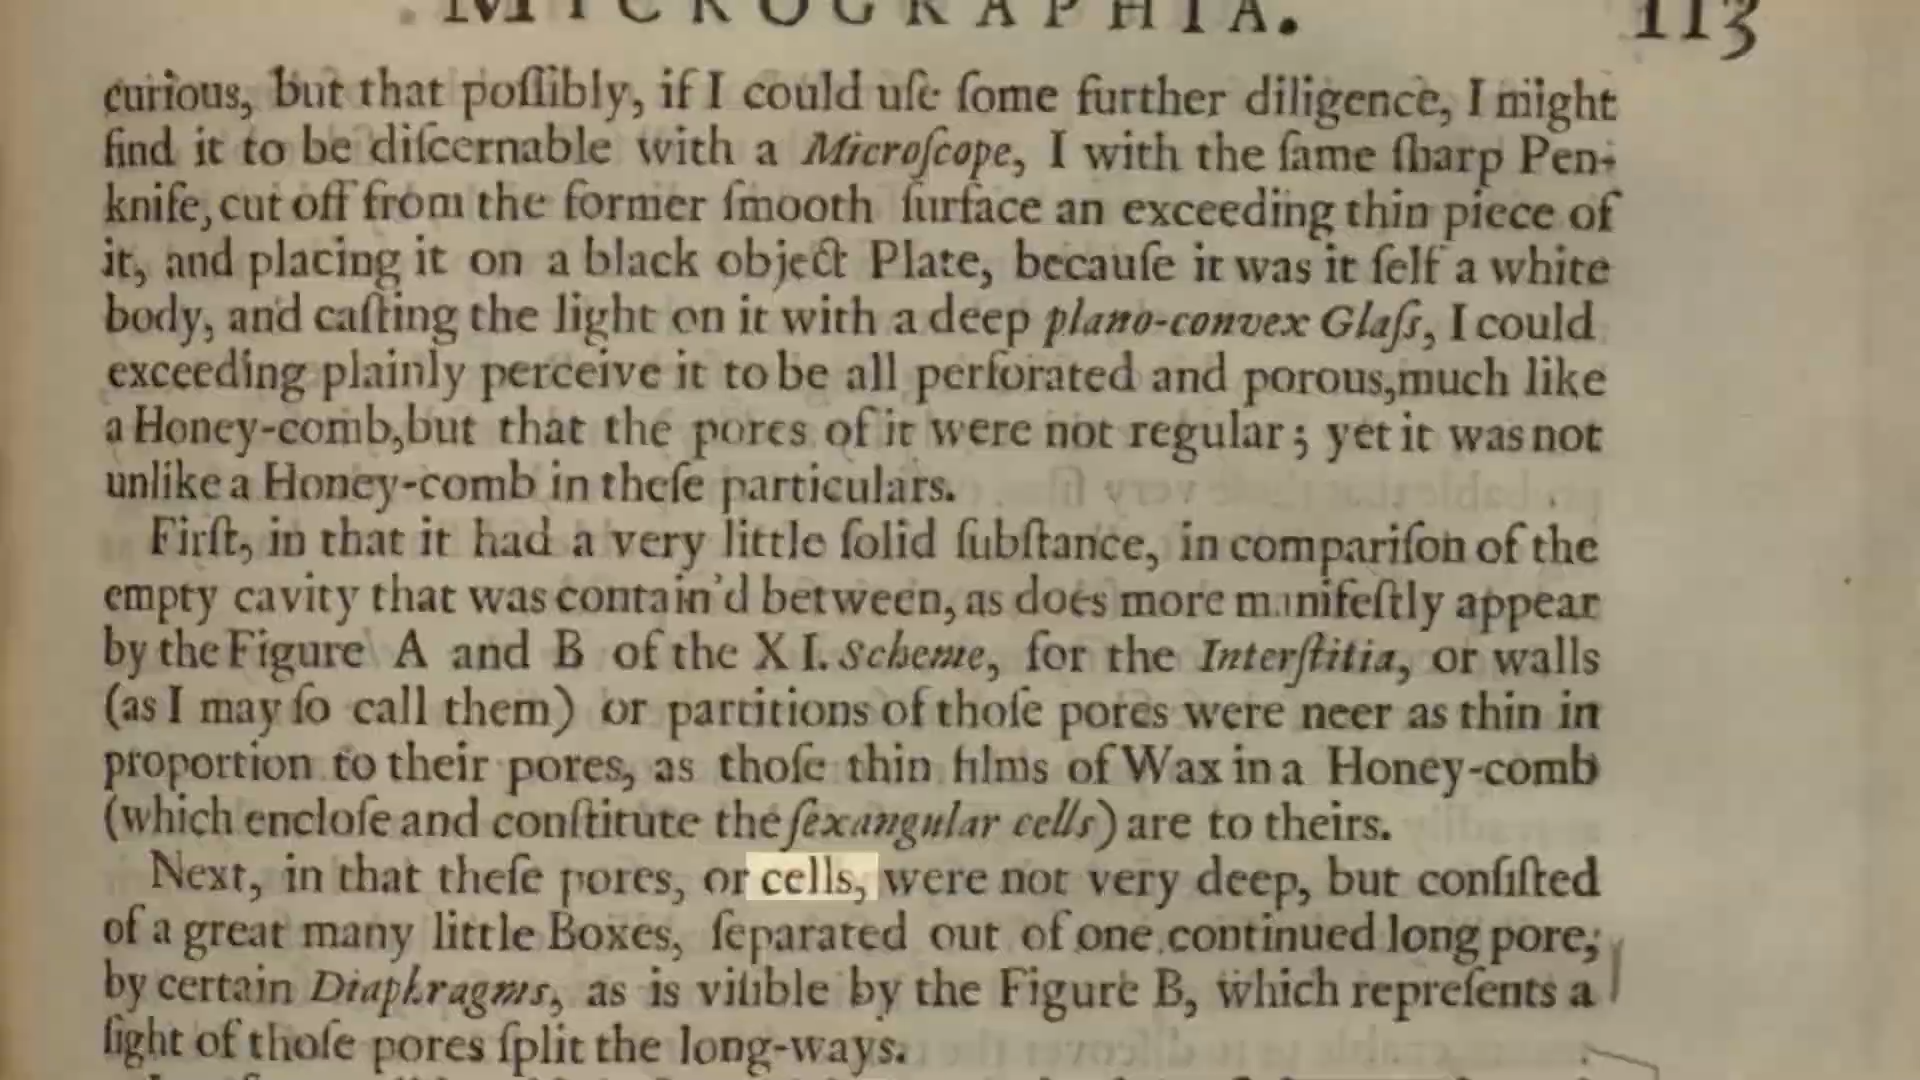 MICROGRAPHIA. 113
curious, but that poſſibly, if I could uſe ſome further diligence, I might
find it to be diſcernable with a Microſcope, I with the ſame ſharp Pen-
knife, cut off from the former ſmooth ſurface an exceeding thin piece of
it, and placing it on a black object Plate, becauſe it was it ſelf a white
body, and caſting the light on it with a deep plano-convex Glaſs, I could
exceeding plainly perceive it to be all perforated and porous, much like
a Honey-comb, but that the pores of it were not regular; yet it was not
unlike a Honey-comb in theſe particulars.
Firſt, in that it had a very little ſolid ſubſtance, in compariſon of the
empty cavity that was contain'd between, as does more manifeſtly appear
by the Figure A and B of the XI. Scheme, for the Interſtitia, or walls
(as I may ſo call them) or partitions of thoſe pores were neer as thin in
proportion to their pores, as thoſe thin films of Wax in a Honey-comb
(which encloſe and conſtitute the ſexangular cells) are to theirs.
Next, in that theſe pores, or cells, were not very deep, but conſiſted
of a great many little Boxes, ſeparated out of one continued long pore,
by certain Diaphragms, as is viſible by the Figure B, which repreſents a
ſight of thoſe pores ſplit the long-ways.